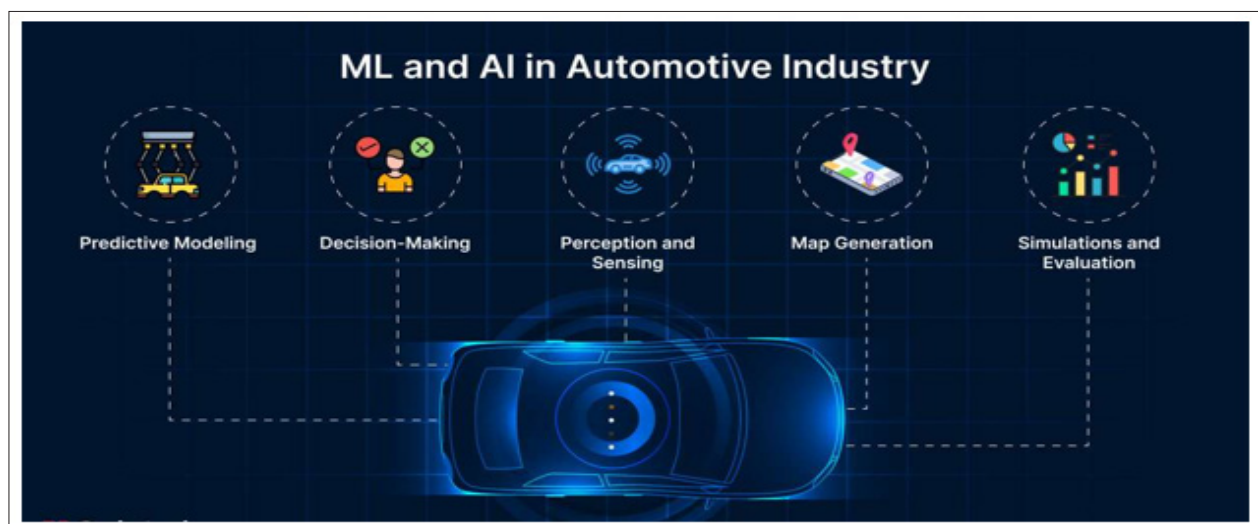 ML and AI in Automotive Industry
Predictive Modeling
Decision-Making
Perception and
Sensing
Map Generation
Simulations and
Evaluation